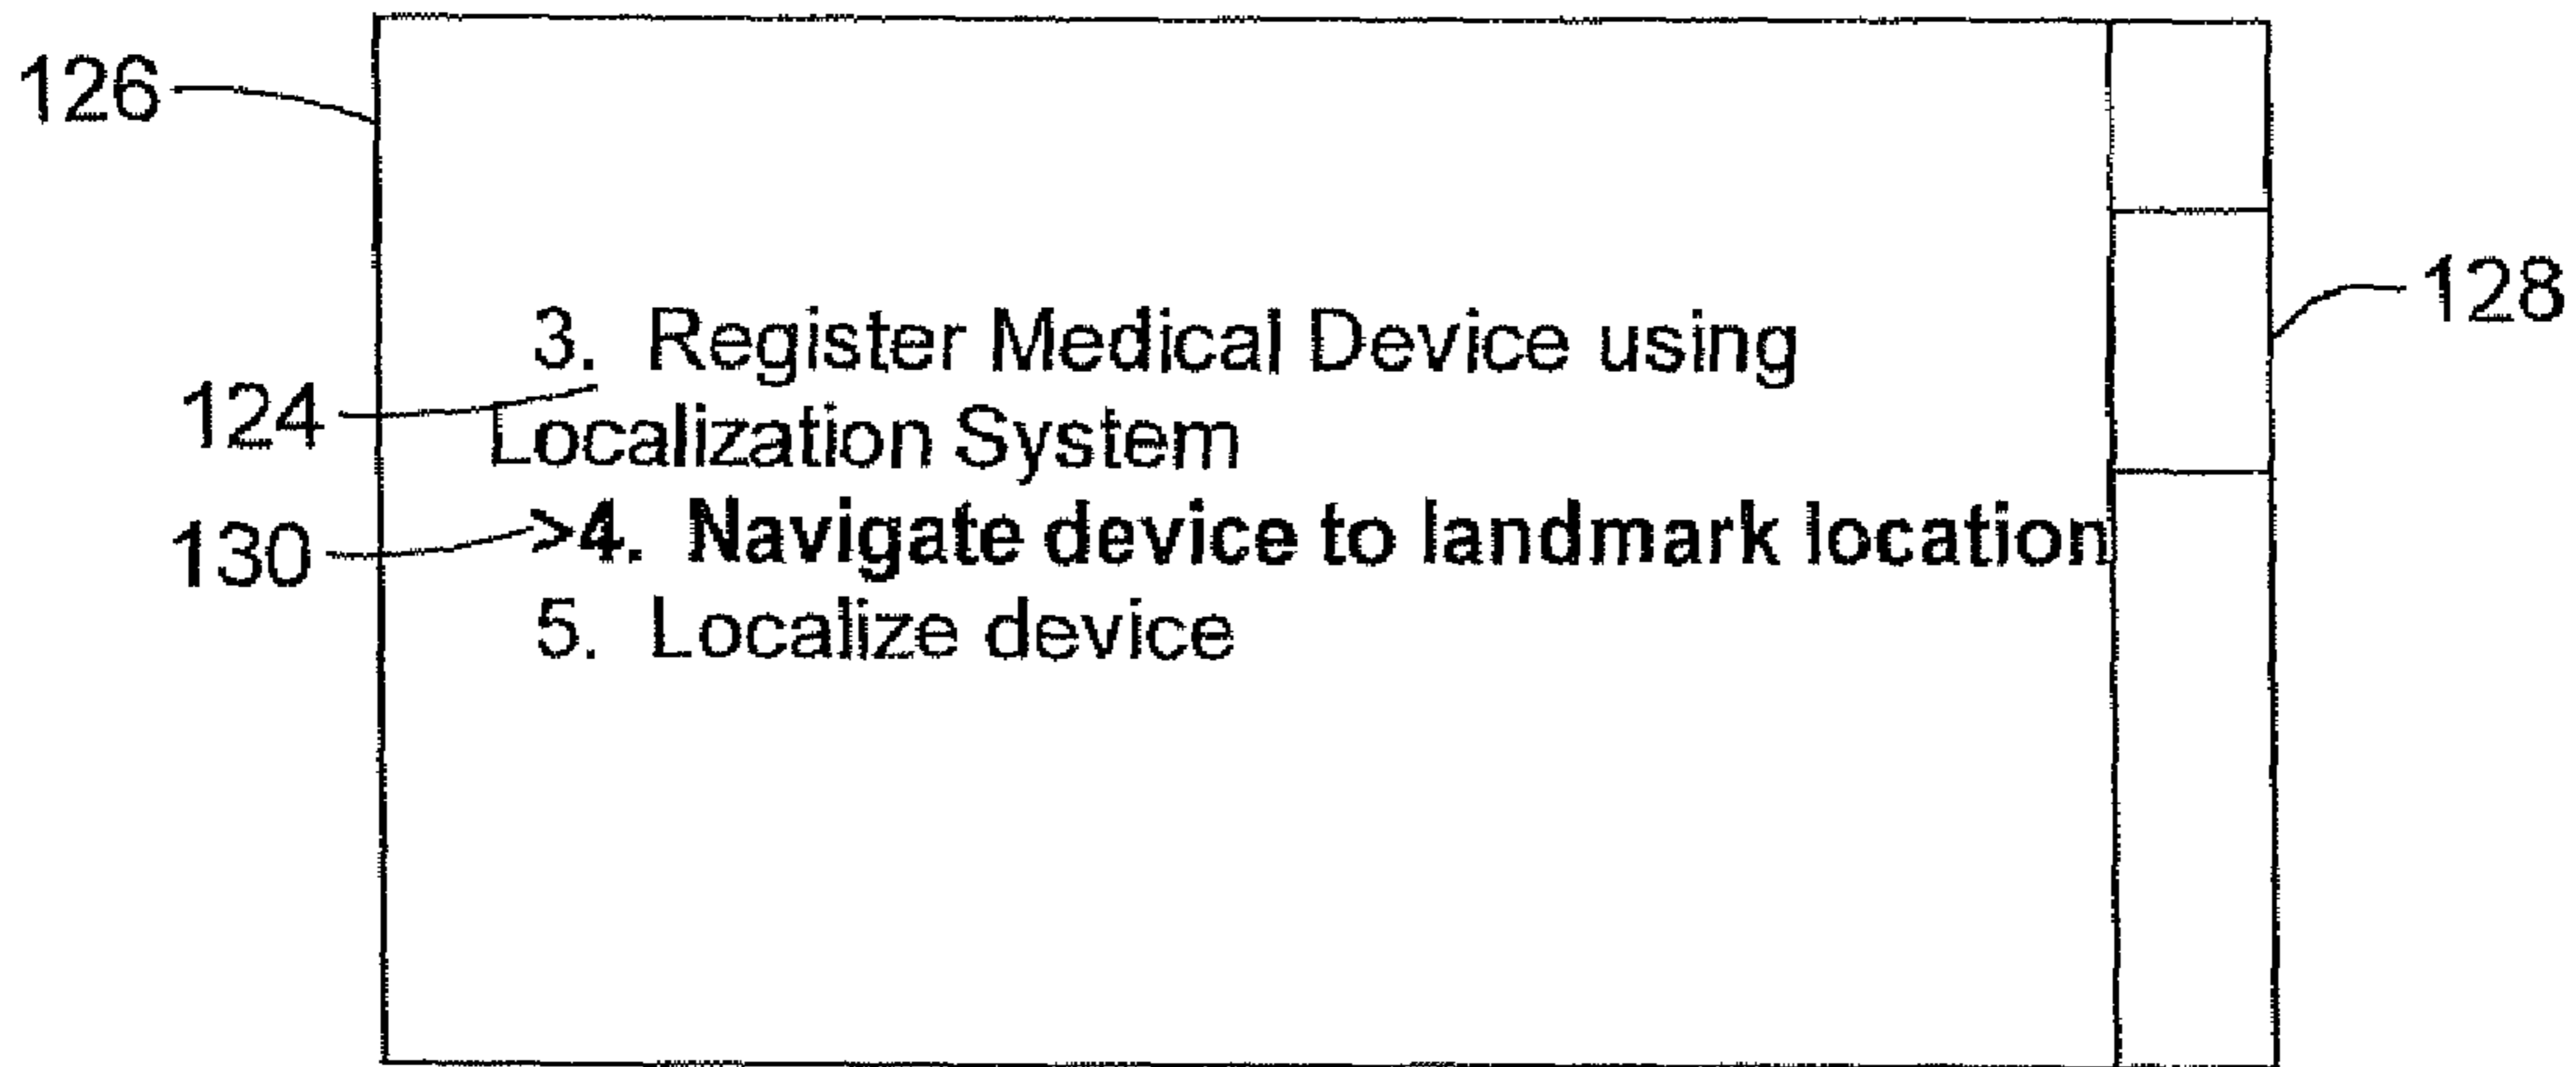 126
128
3. Register Medical Device using
124
Localization System
130
>4. Navigate device to landmark location
5. Localize device